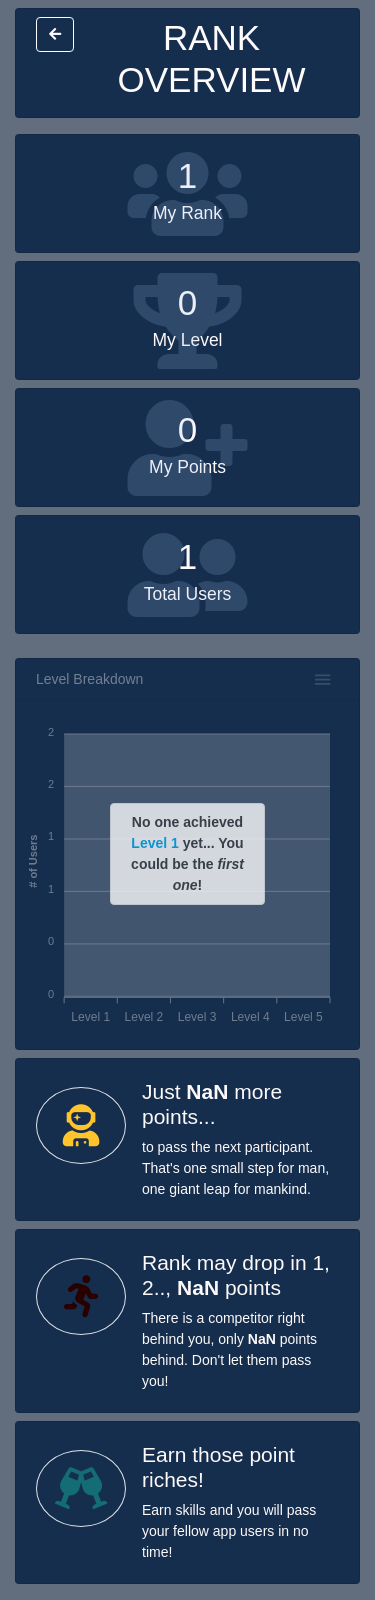 RANK
OVERVIEW
1
My Rank
0
My Level
0
My Points
1
Total Users
Level Breakdown
2
2
1
1
0
0
# of Users
No one achieved
Level 1 yet... You
could be the first
one!
Level 1 Level 2 Level 3 Level 4 Level 5
Just NaN more
points...
to pass the next participant.
That's one small step for man,
one giant leap for mankind.
Rank may drop in 1,
2.., NaN points
There is a competitor right
behind you, only NaN points
behind. Don't let them pass
you!
Earn those point
riches!
Earn skills and you will pass
your fellow app users in no
time!